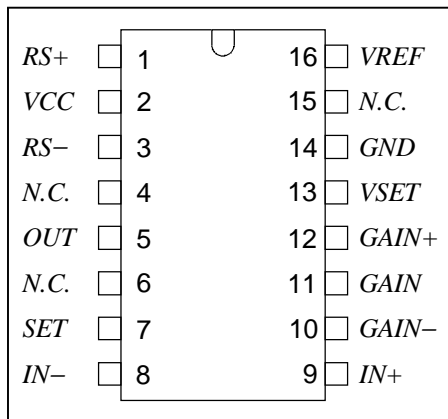 RS+ 1 16 VREF
VCC 2 15 N.C.
RS− 3 14 GND
N.C. 4 13 VSET
OUT 5 12 GAIN+
N.C. 6 11 GAIN
SET 7 10 GAIN−
IN− 8 9 IN+